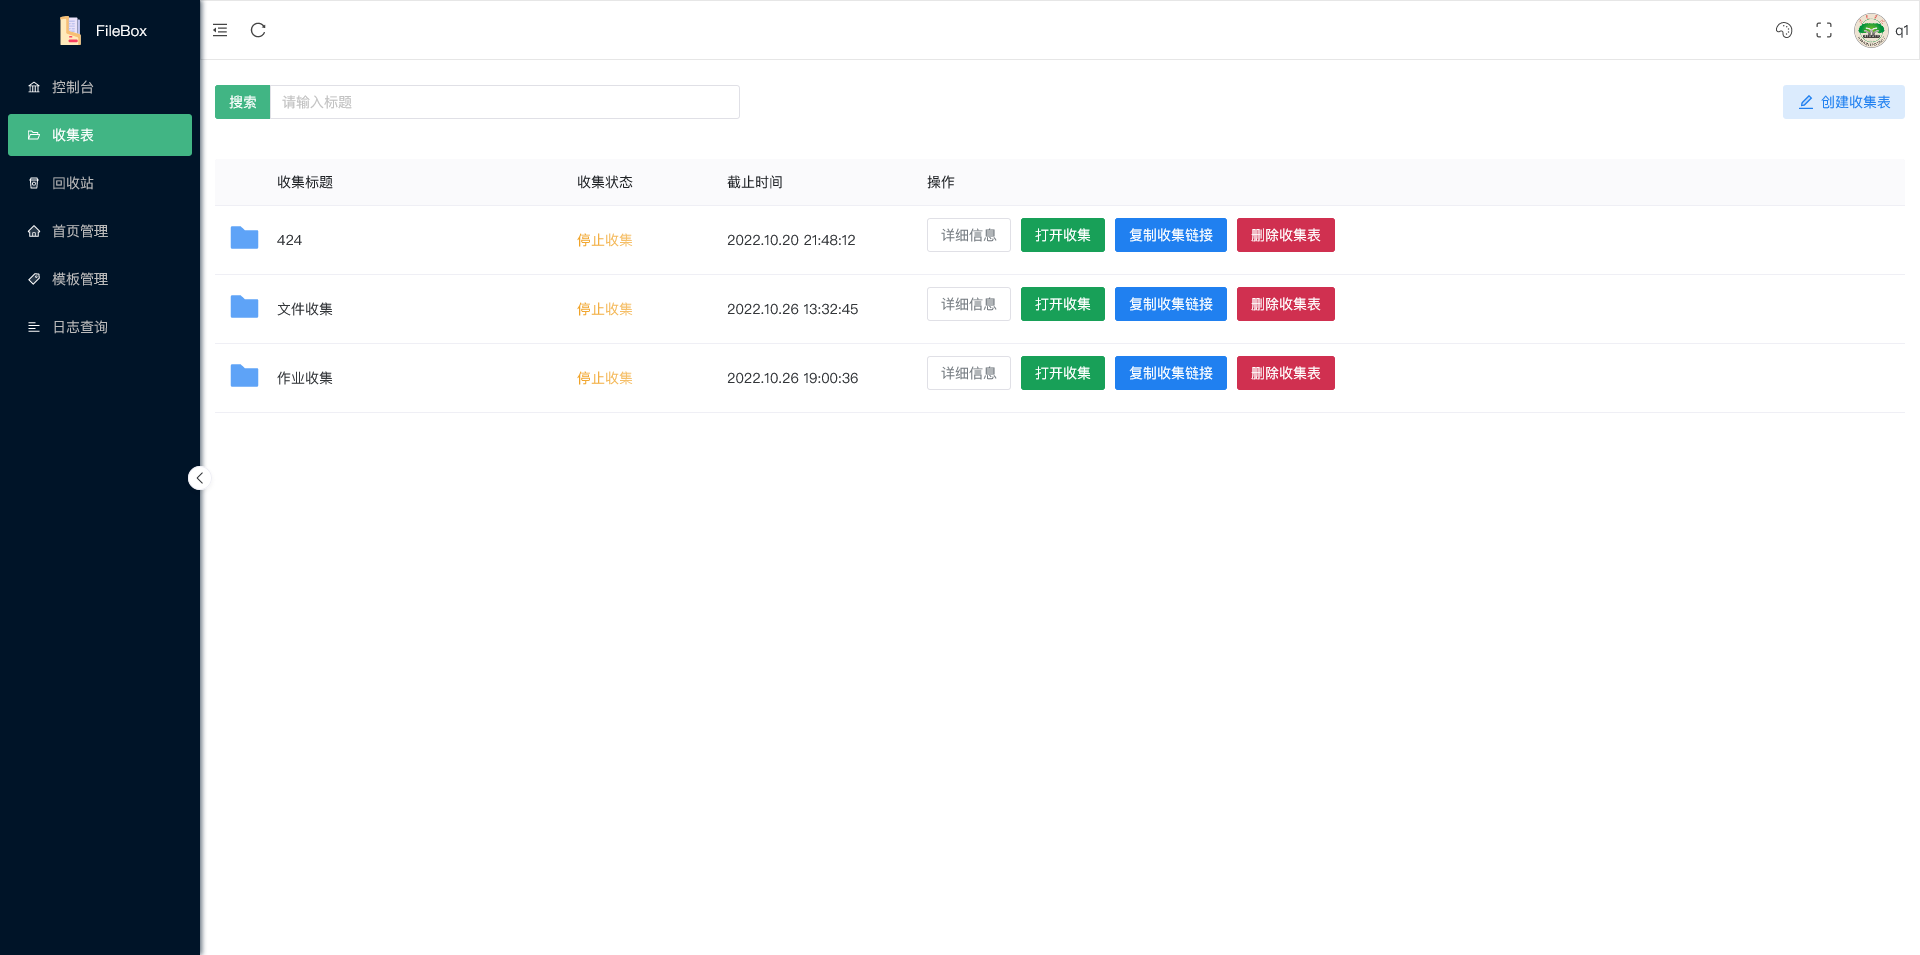 FileBox
q1
控制台
收集表
回收站
首页管理
模板管理
日志查询
搜索 请输入标题 创建收集表
收集标题 收集状态 截止时间 操作
424 停止收集 2022.10.20 21:48:12 详细信息 打开收集 复制收集链接 删除收集表
文件收集 停止收集 2022.10.26 13:32:45 详细信息 打开收集 复制收集链接 删除收集表
作业收集 停止收集 2022.10.26 19:00:36 详细信息 打开收集 复制收集链接 删除收集表